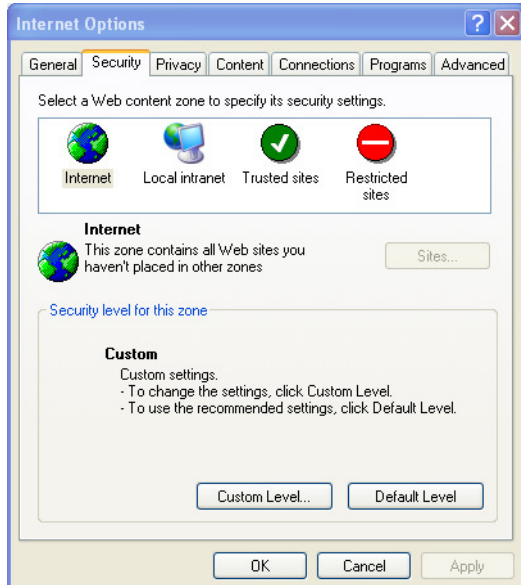 Internet Options
General Security Privacy Content Connections Programs Advanced
Select a Web content zone to specify its security settings.
Internet Local intranet Trusted sites Restricted
sites
Internet
This zone contains all Web sites you
haven't placed in other zones
Sites...
Security level for this zone
Custom
Custom settings.
- To change the settings, click Custom Level.
- To use the recommended settings, click Default Level.
Custom Level... Default Level
OK Cancel Apply